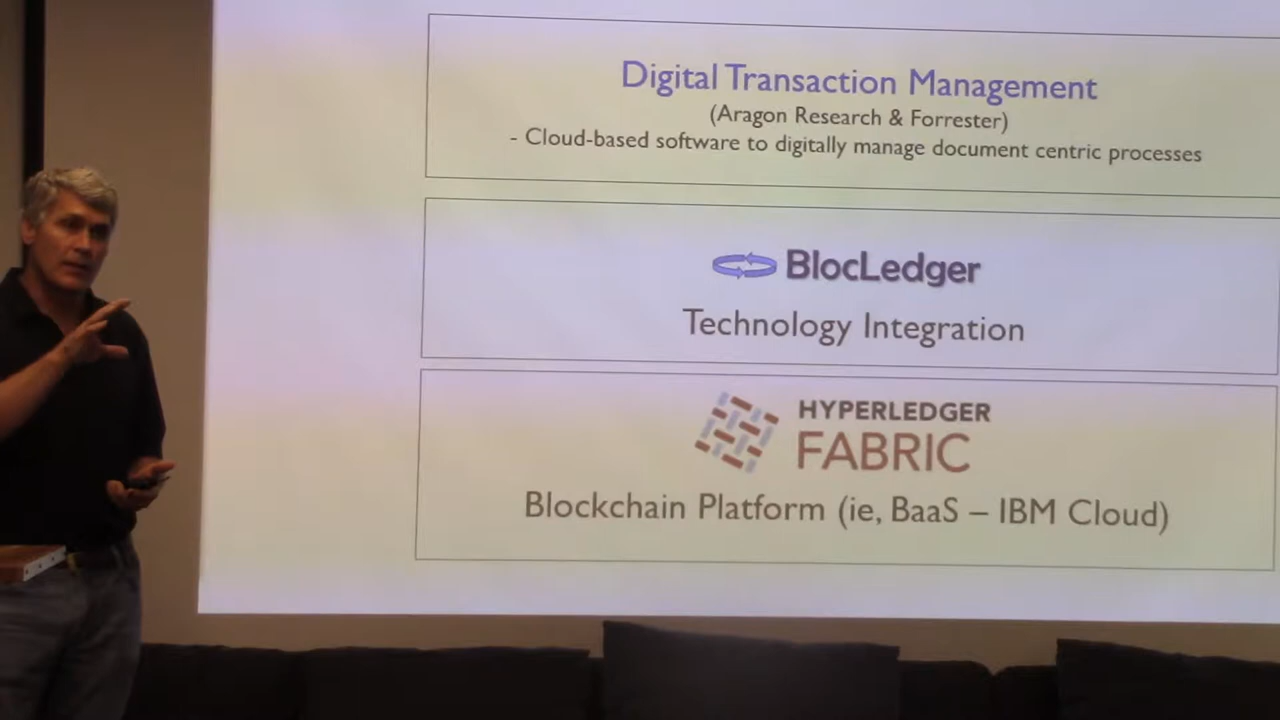 Digital Transaction Management
(Aragon Research & Forrester)
- Cloud-based software to digitally manage document centric processes
BlocLedger
Technology Integration
HYPERLEDGER
FABRIC
Blockchain Platform (ie, BaaS – IBM Cloud)